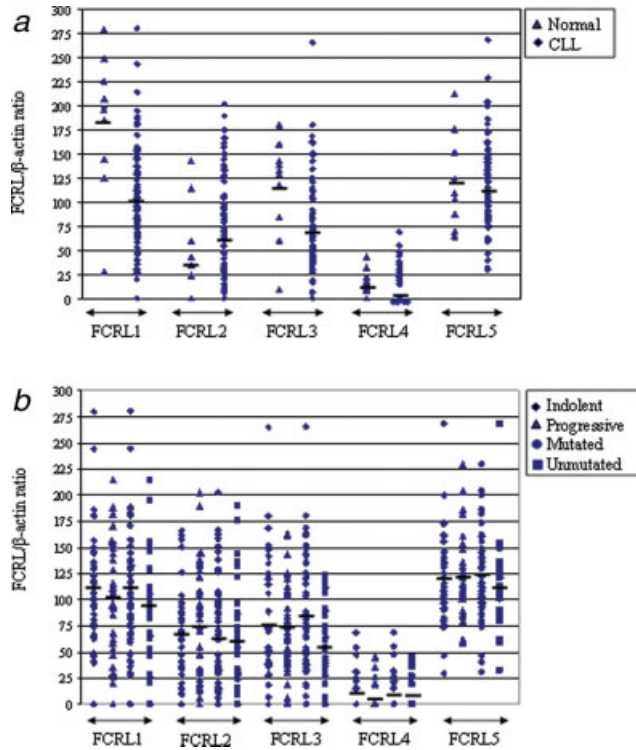 a
FCRL/β-actin ratio
300
275
250
225
200
175
150
125
100
75
50
25
0
FCRL1 FCRL2 FCRL3 FCRL4 FCRL5
Normal
CLL
b
FCRL/β-actin ratio
300
275
250
225
200
175
150
125
100
75
50
25
0
FCRL1 FCRL2 FCRL3 FCRL4 FCRL5
Indolent
Progressive
Mutated
Unmutated